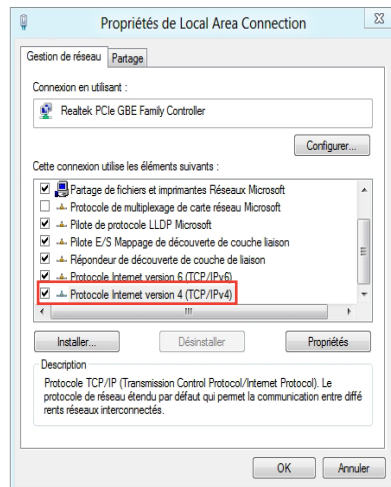 Propriétés de Local Area Connection
Gestion de réseau Partage
Connexion en utilisant :
Realtek PCIe GBE Family Controller
Configurer...
Cette connexion utilise les éléments suivants :
Partage de fichiers et imprimantes Réseaux Microsoft
Protocole de multiplexage de carte réseau Microsoft
Pilote de protocole LLDP Microsoft
Pilote E/S Mappage de découverte de couche liaison
Répondeur de découverte de couche de liaison
Protocole Internet version 6 (TCP/IPv6)
Protocole Internet version 4 (TCP/IPv4)
Installer... Désinstaller Propriétés
Description
Protocole TCP/IP (Transmission Control Protocol/Internet Protocol). Le
protocole de réseau étendu par défaut qui permet la communication entre diffé
rents réseaux interconnectés.
OK Annuler